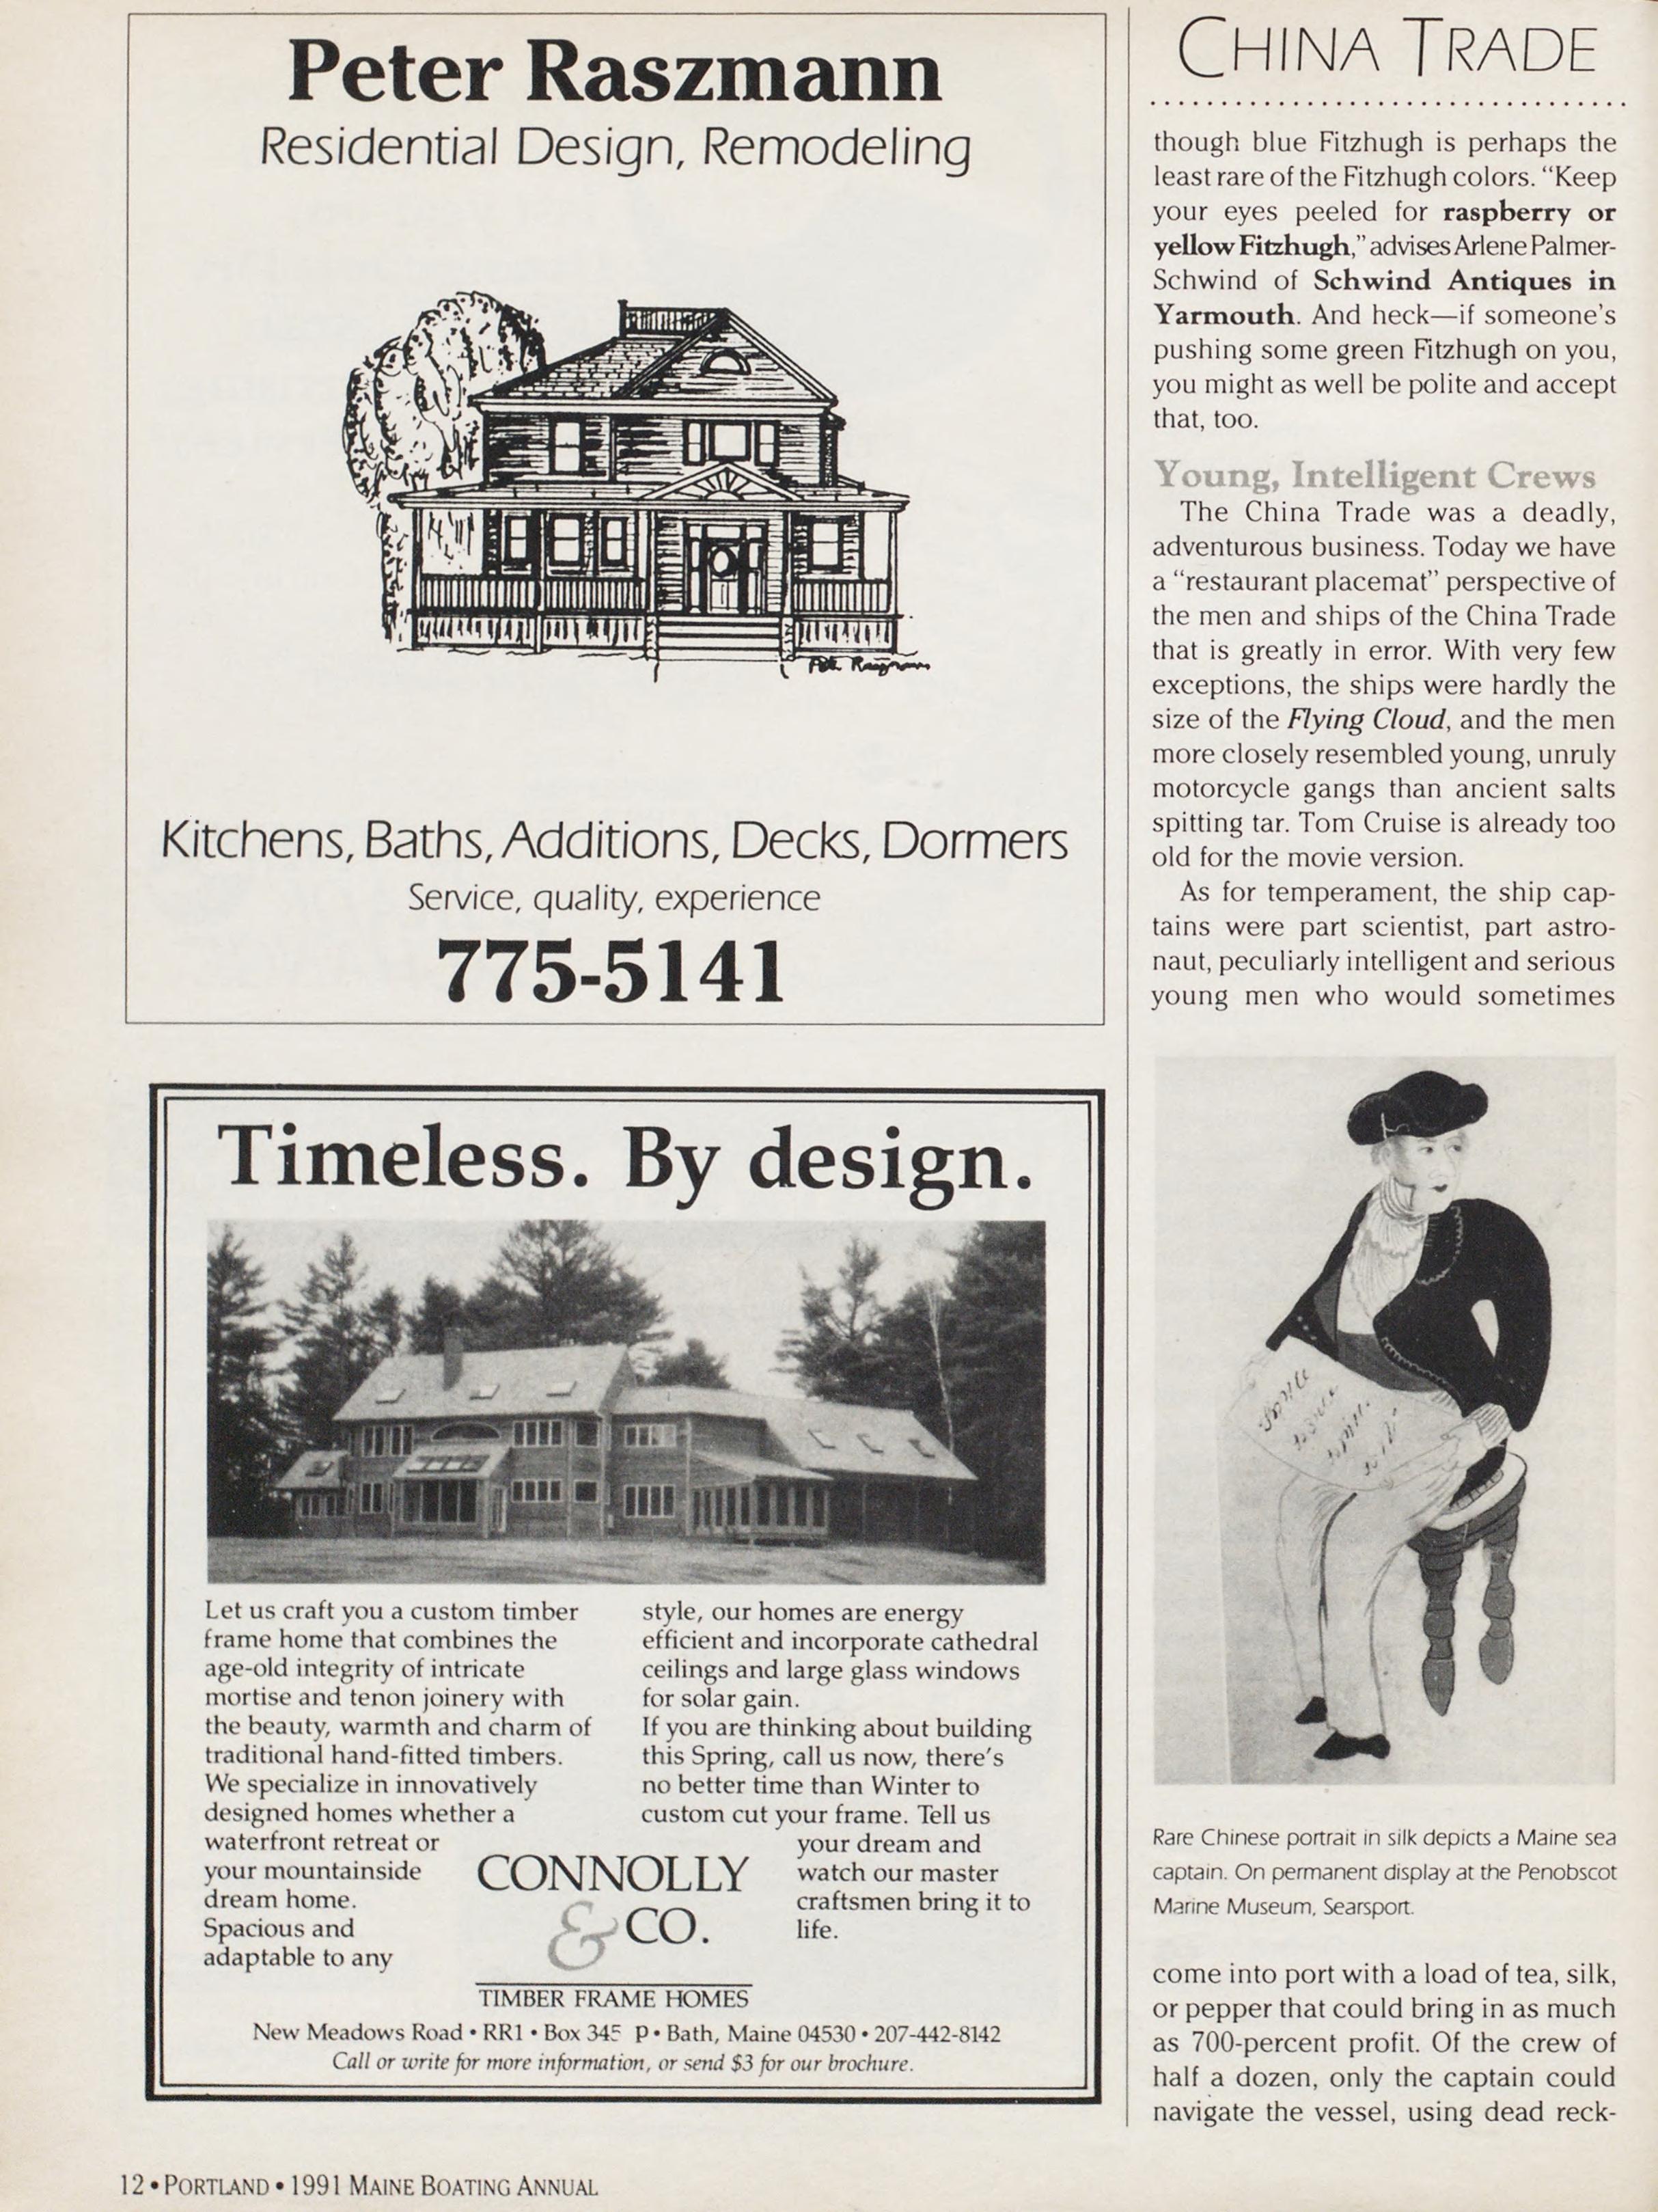 Peter Raszmann
Residential Design, Remodeling
Kitchens, Baths, Additions, Decks, Dormers
Service, quality, experience
775-5141
Timeless. By design.
Let us craft you a custom timber
frame home that combines the
age-old integrity of intricate
mortise and tenon joinery with
the beauty, warmth and charm of
traditional hand-fitted timbers.
We specialize in innovatively
designed homes whether a
waterfront retreat or
your mountainside
dream home.
Spacious and
adaptable to any
style, our homes are energy
efficient and incorporate cathedral
ceilings and large glass windows
for solar gain.
If you are thinking about building
this Spring, call us now, there's
no better time than Winter to
custom cut your frame. Tell us
your dream and
watch our master
craftsmen bring it to
life.
CONNOLLY
& CO.
TIMBER FRAME HOMES
New Meadows Road • RR1 • Box 345 P • Bath, Maine 04530 • 207-442-8142
Call or write for more information, or send $3 for our brochure.
CHINA TRADE
though blue Fitzhugh is perhaps the
least rare of the Fitzhugh colors. “Keep
your eyes peeled for raspberry or
yellow Fitzhugh,” advises Arlene Palmer-
Schwind of Schwind Antiques in
Yarmouth. And heck—if someone's
pushing some green Fitzhugh on you,
you might as well be polite and accept
that, too.
Young, Intelligent Crews
The China Trade was a deadly,
adventurous business. Today we have
a “restaurant placemat” perspective of
the men and ships of the China Trade
that is greatly in error. With very few
exceptions, the ships were hardly the
size of the Flying Cloud, and the men
more closely resembled young, unruly
motorcycle gangs than ancient salts
spitting tar. Tom Cruise is already too
old for the movie version.
As for temperament, the ship cap-
tains were part scientist, part astro-
naut, peculiarly intelligent and serious
young men who would sometimes
Rare Chinese portrait in silk depicts a Maine sea
captain. On permanent display at the Penobscot
Marine Museum, Searsport.
come into port with a load of tea, silk,
or pepper that could bring in as much
as 700-percent profit. Of the crew of
half a dozen, only the captain could
navigate the vessel, using dead reck-
12 • PORTLAND • 1991 MAINE BOATING ANNUAL